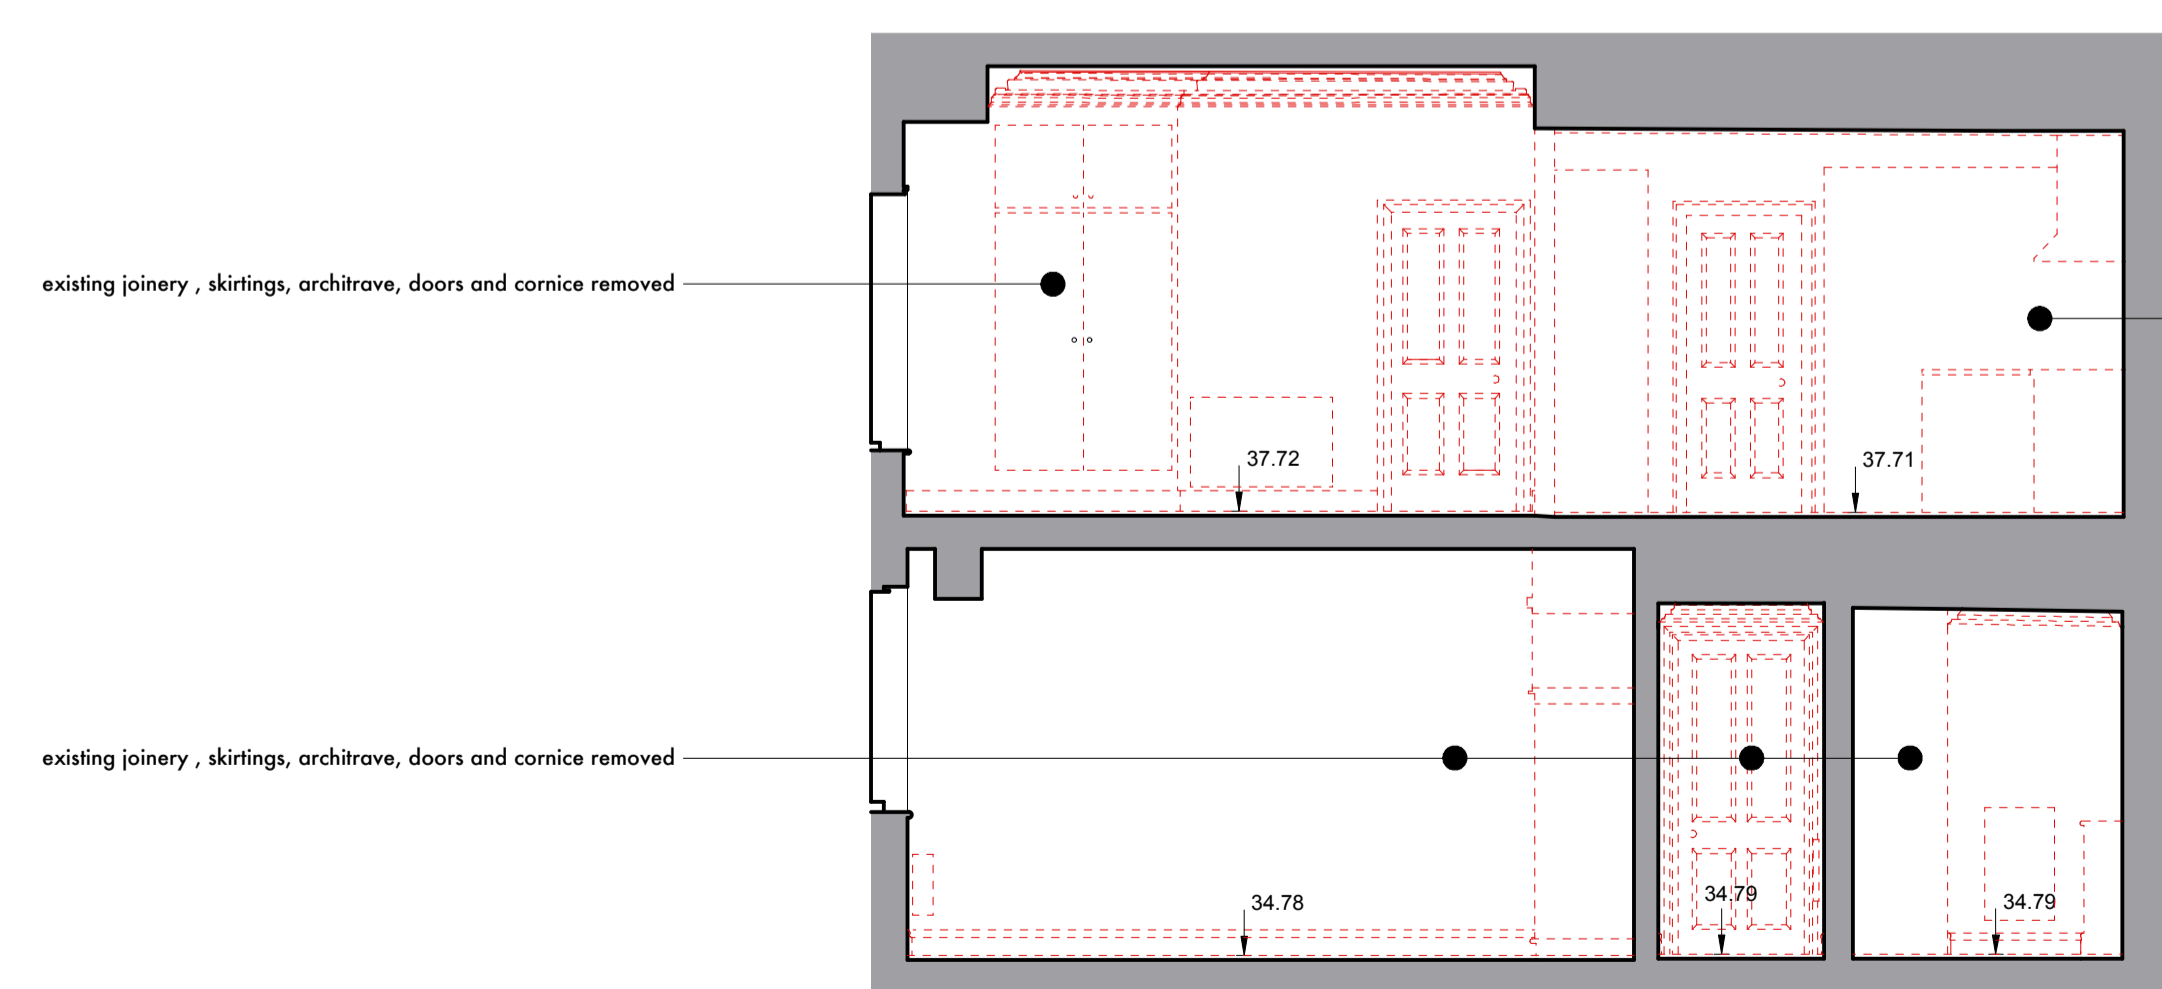 existing joinery , skirtings, architrave, doors and cornice removed
37.72
37.71
existing joinery , skirtings, architrave, doors and cornice removed
34.78
34.79
34.79